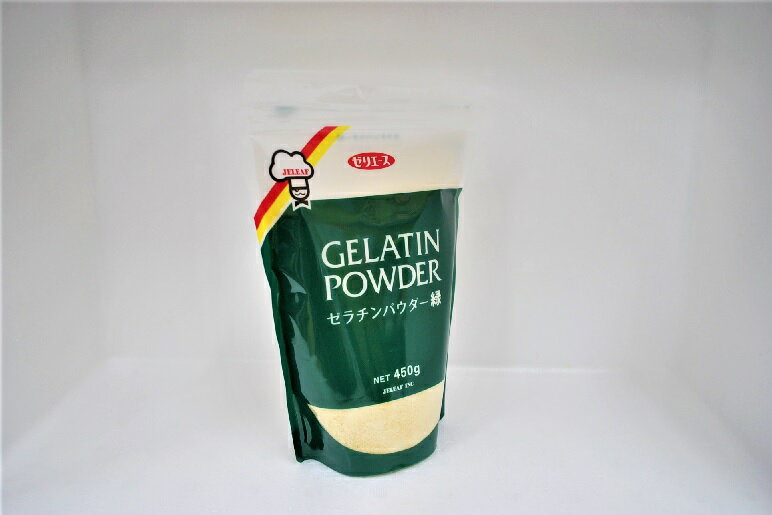 ゼリエース
JELEAF
GELATIN
POWDER
ゼラチンパウダー緑
NET 450g
JELEAF INC